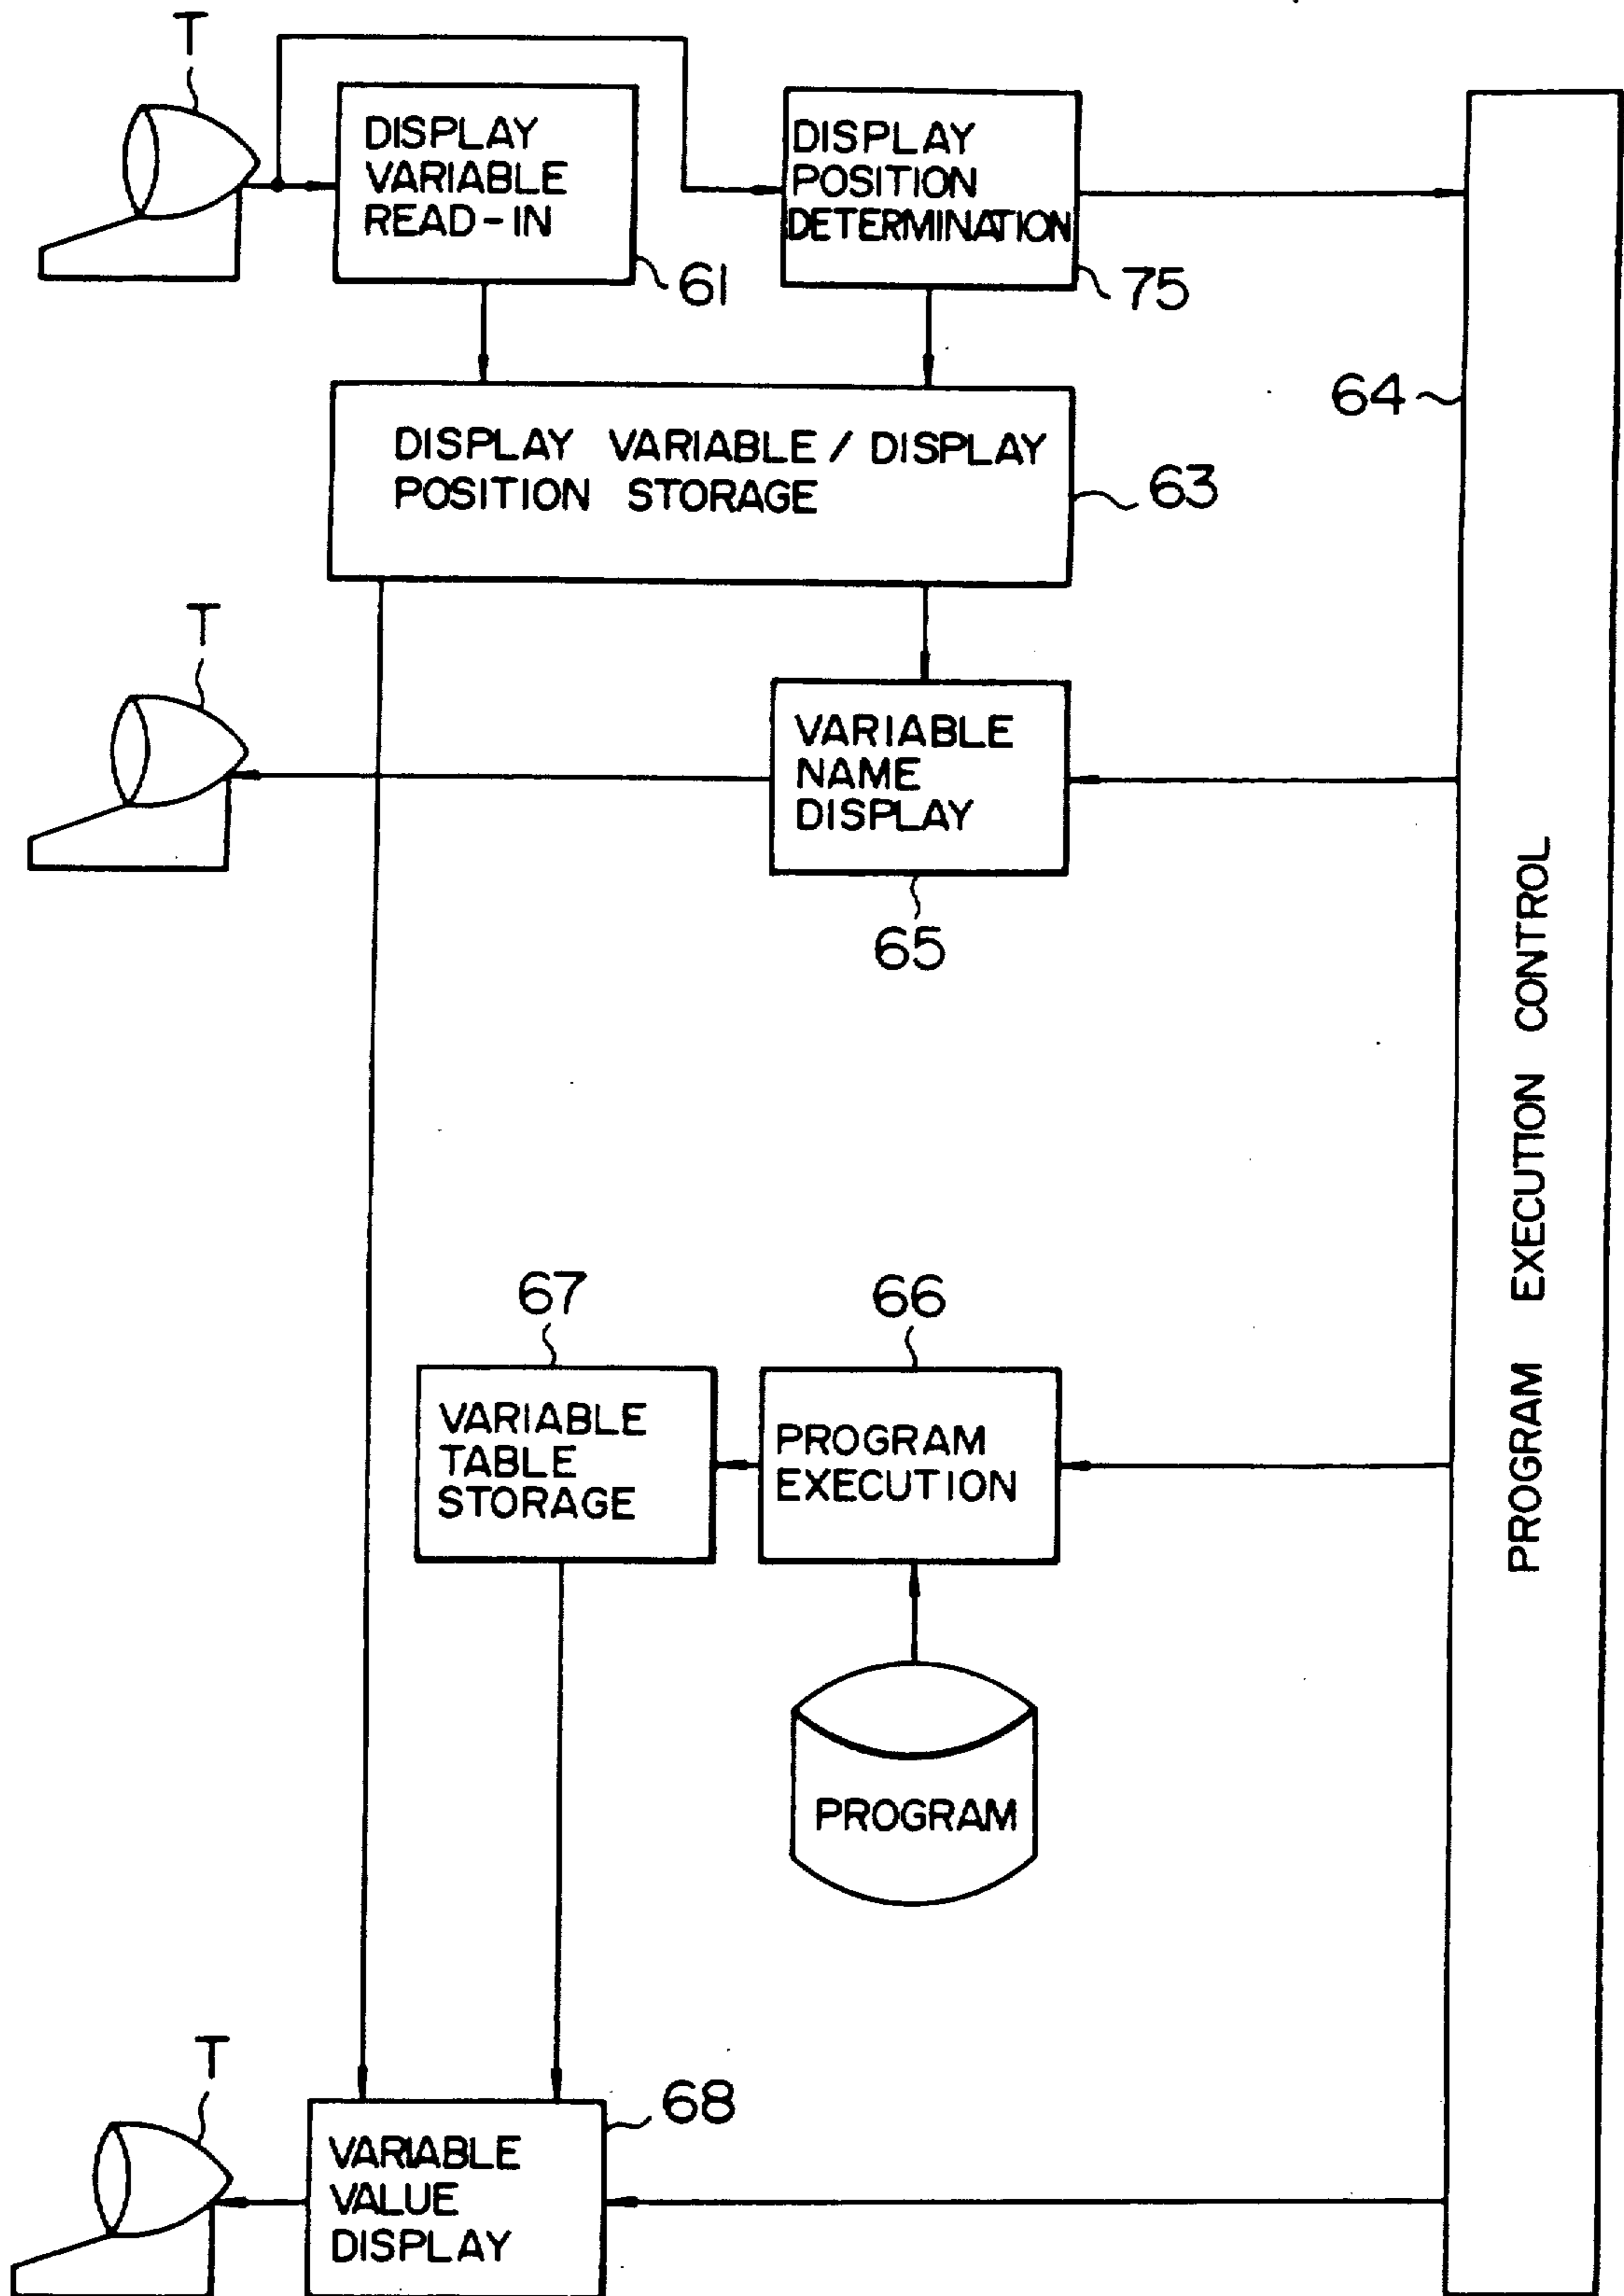 T
DISPLAY
VARIABLE
READ-IN
61
DISPLAY
POSITION
DETERMINATION
75
64
DISPLAY VARIABLE / DISPLAY
POSITION STORAGE
63
T
VARIABLE
NAME
DISPLAY
65
PROGRAM EXECUTION CONTROL
67
66
VARIABLE
TABLE
STORAGE
PROGRAM
EXECUTION
PROGRAM
T
68
VARIABLE
VALUE
DISPLAY